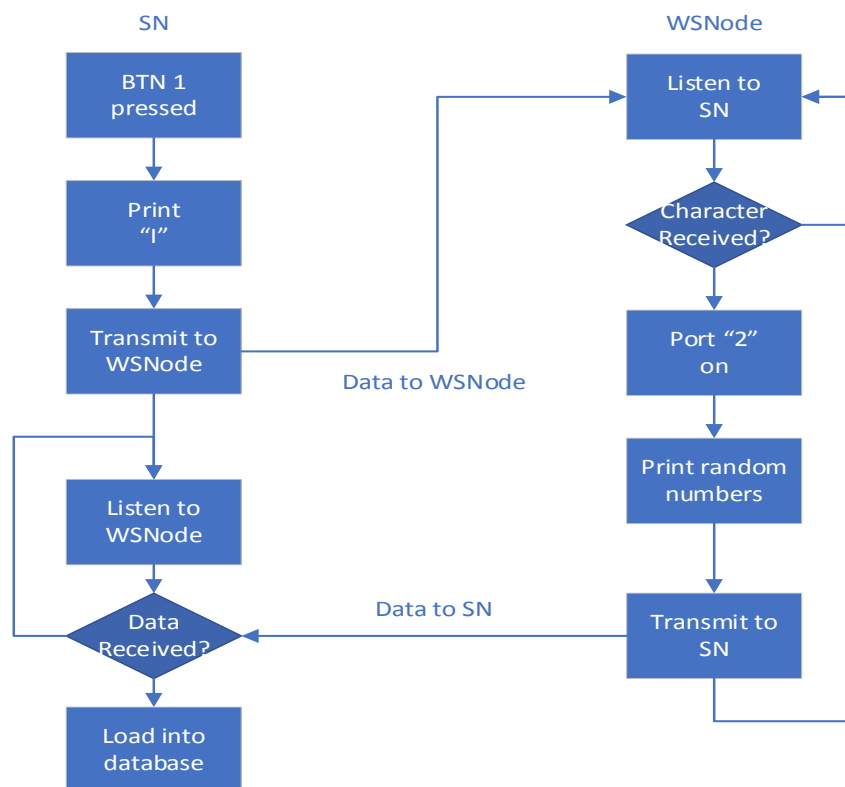 SN
BTN 1
pressed
Print
“I”
Transmit to
WSNode
Listen to
WSNode
Data
Received?
Load into
database
Data to WSNode
Data to SN
WSNode
Listen to
SN
Character
Received?
Port “2”
on
Print random
numbers
Transmit to
SN